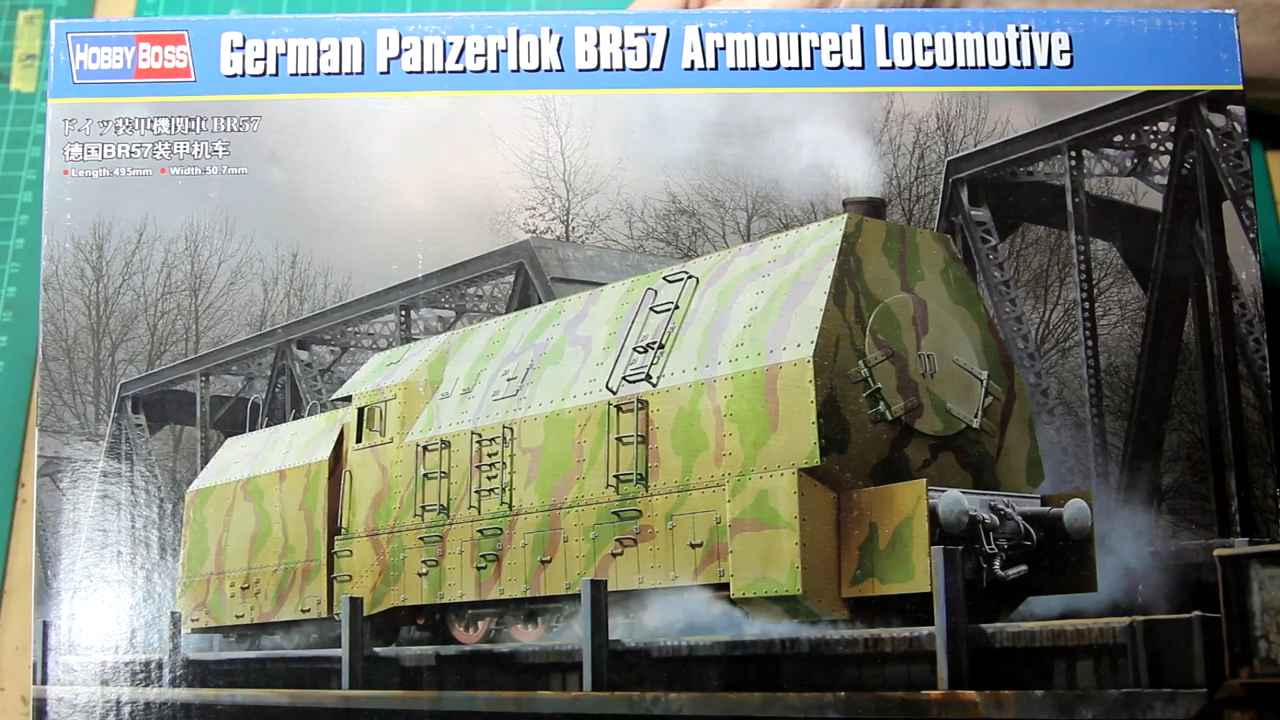 HOBBY BOSS
German Panzerlok BR57 Armoured Locomotive
ドイツ装甲機関車 BR57
德国BR57装甲机车
•Length:495mm •Width:50.7mm